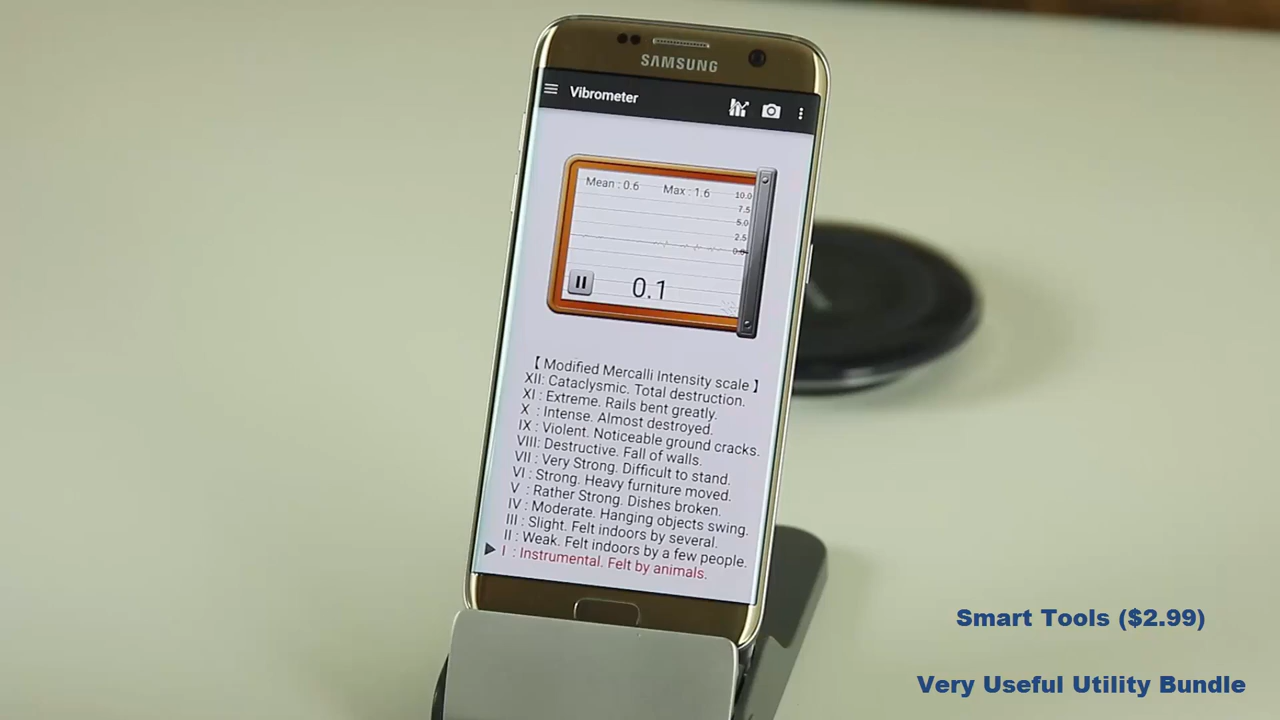 SAMSUNG
Vibrometer
Mean : 0.6 Max : 1.6
10.0
7.5
5.0
2.5
0.0
0.1
【 Modified Mercalli Intensity scale 】
XII: Cataclysmic. Total destruction.
XI : Extreme. Rails bent greatly.
X : Intense. Almost destroyed.
IX : Violent. Noticeable ground cracks.
VIII: Destructive. Fall of walls.
VII : Very Strong. Difficult to stand.
VI : Strong. Heavy furniture moved.
V : Rather Strong. Dishes broken.
IV : Moderate. Hanging objects swing.
III : Slight. Felt indoors by several.
II : Weak. Felt indoors by a few people.
I : Instrumental. Felt by animals.
Smart Tools ($2.99)
Very Useful Utility Bundle